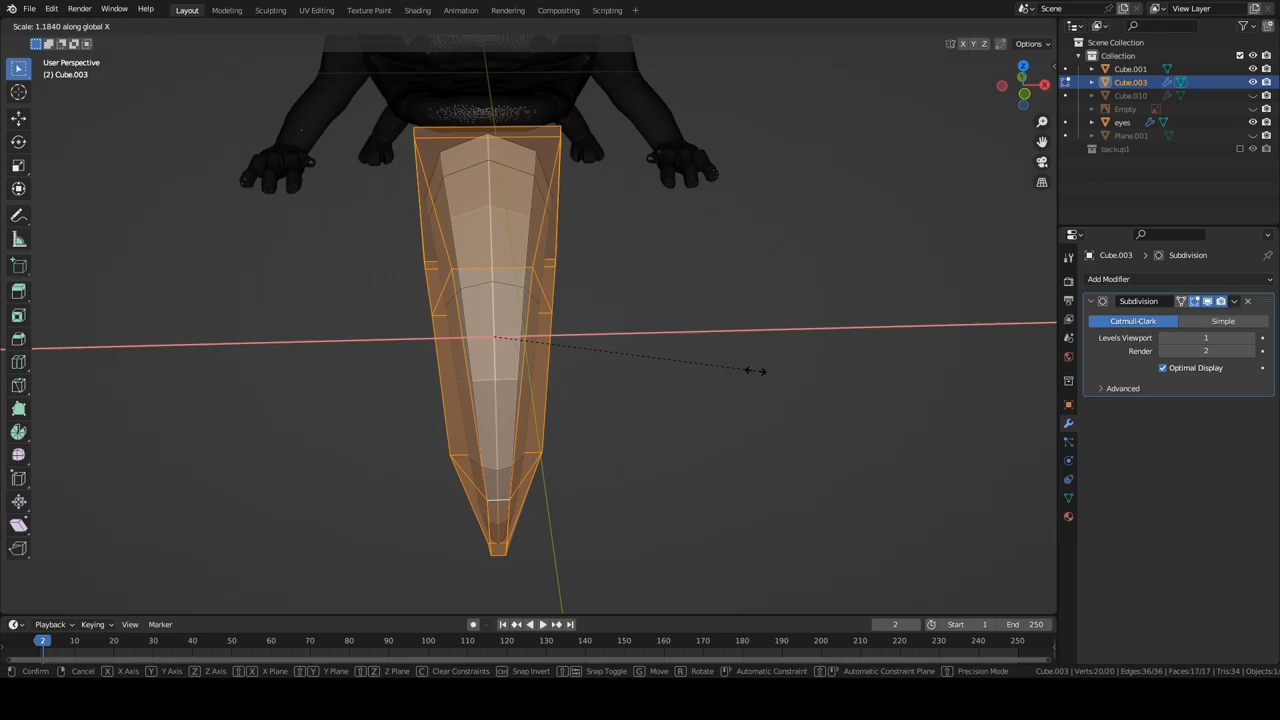 File Edit Render Window Help Layout Modeling Sculpting UV Editing Texture Paint Shading Animation Rendering Compositing Scripting + Scene View Layer
Scale: 1.1840 along global X
X Y Z Options
User Perspective
(2) Cube.003
Z
X
Y
Scene Collection
Collection
Cube.001
Cube.003
Cube.010
Empty
eyes
Plane.001
backup1
Cube.003 > Subdivision
Add Modifier
Subdivision
Catmull-Clark Simple
Levels Viewport 1
Render 2
Optimal Display
Advanced
Playback Keying View Marker 2 Start 1 End 250
2 10 20 30 40 50 60 70 80 90 100 110 120 130 140 150 160 170 180 190 200 210 220 230 240 250
Confirm Cancel X X Axis Y Y Axis Z Z Axis X X Plane Y Y Plane Z Z Plane C Clear Constraints Ctrl Snap Invert Snap Toggle G Move R Rotate Automatic Constraint Automatic Constraint Plane Precision Mode Cube.003 | Verts:20/20 | Edges:36/36 | Faces:17/17 | Tris:34 | Objects:1/